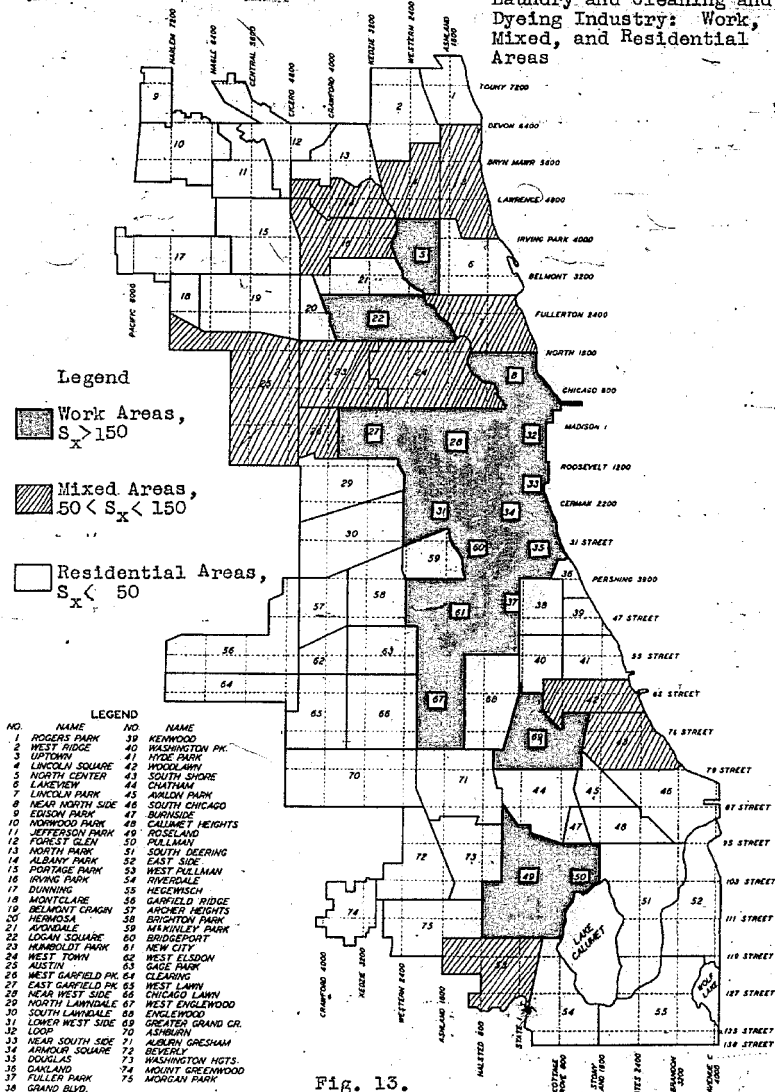 Laundry and Cleaning and
Dyeing Industry: Work,
Mixed, and Residential
Areas
HARLEM 7200
NAGLE 6400
CENTRAL 5600
CICERO 4800
CRAWFORD 4000
KEDZIE 3200
WESTERN 2400
ASHLAND 1600
TOUHY 7200
DEVON 6400
BRYN MAWR 5600
LAWRENCE 4800
IRVING PARK 4000
BELMONT 3200
FULLERTON 2400
NORTH 1600
CHICAGO 800
MADISON 1
ROOSEVELT 1200
CERMAK 2200
31 STREET
PERSHING 3900
47 STREET
55 STREET
63 STREET
71 STREET
79 STREET
87 STREET
95 STREET
103 STREET
111 STREET
119 STREET
127 STREET
135 STREET
138 STREET
PACIFIC 8000
Legend
Work Areas,
Sx>150
Mixed Areas,
50 < Sx < 150
Residential Areas,
Sx< 50
LEGEND
NO. NAME NO. NAME
1 ROGERS PARK 39 KENWOOD
2 WEST RIDGE 40 WASHINGTON PK.
3 UPTOWN 41 HYDE PARK
4 LINCOLN SQUARE 42 WOODLAWN
5 NORTH CENTER 43 SOUTH SHORE
6 LAKEVIEW 44 CHATHAM
7 LINCOLN PARK 45 AVALON PARK
8 NEAR NORTH SIDE 46 SOUTH CHICAGO
9 EDISON PARK 47 BURNSIDE
10 NORWOOD PARK 48 CALUMET HEIGHTS
11 JEFFERSON PARK 49 ROSELAND
12 FOREST GLEN 50 PULLMAN
13 NORTH PARK 51 SOUTH DEERING
14 ALBANY PARK 52 EAST SIDE
15 PORTAGE PARK 53 WEST PULLMAN
16 IRVING PARK 54 RIVERDALE
17 DUNNING 55 HEGEWISCH
18 MONTCLARE 56 GARFIELD RIDGE
19 BELMONT CRAGIN 57 ARCHER HEIGHTS
20 HERMOSA 58 BRIGHTON PARK
21 AVONDALE 59 McKINLEY PARK
22 LOGAN SQUARE 60 BRIDGEPORT
23 HUMBOLDT PARK 61 NEW CITY
24 WEST TOWN 62 WEST ELSDON
25 AUSTIN 63 GAGE PARK
26 WEST GARFIELD PK. 64 CLEARING
27 EAST GARFIELD PK. 65 WEST LAWN
28 NEAR WEST SIDE 66 CHICAGO LAWN
29 NORTH LAWNDALE 67 WEST ENGLEWOOD
30 SOUTH LAWNDALE 68 ENGLEWOOD
31 LOWER WEST SIDE 69 GREATER GRAND CR.
32 LOOP 70 ASHBURN
33 NEAR SOUTH SIDE 71 AUBURN GRESHAM
34 ARMOUR SQUARE 72 BEVERLY
35 DOUGLAS 73 WASHINGTON HGTS.
36 OAKLAND 74 MOUNT GREENWOOD
37 FULLER PARK 75 MORGAN PARK
38 GRAND BLVD.
LAKE
CALUMET
WOLF
LAKE
CRAWFORD 4000
KEDZIE 3200
WESTERN 2400
ASHLAND 1600
HALSTED 800
STATE 1
COTTAGE
GROVE 800
STONY
ISLAND 1600
Fig. 13.